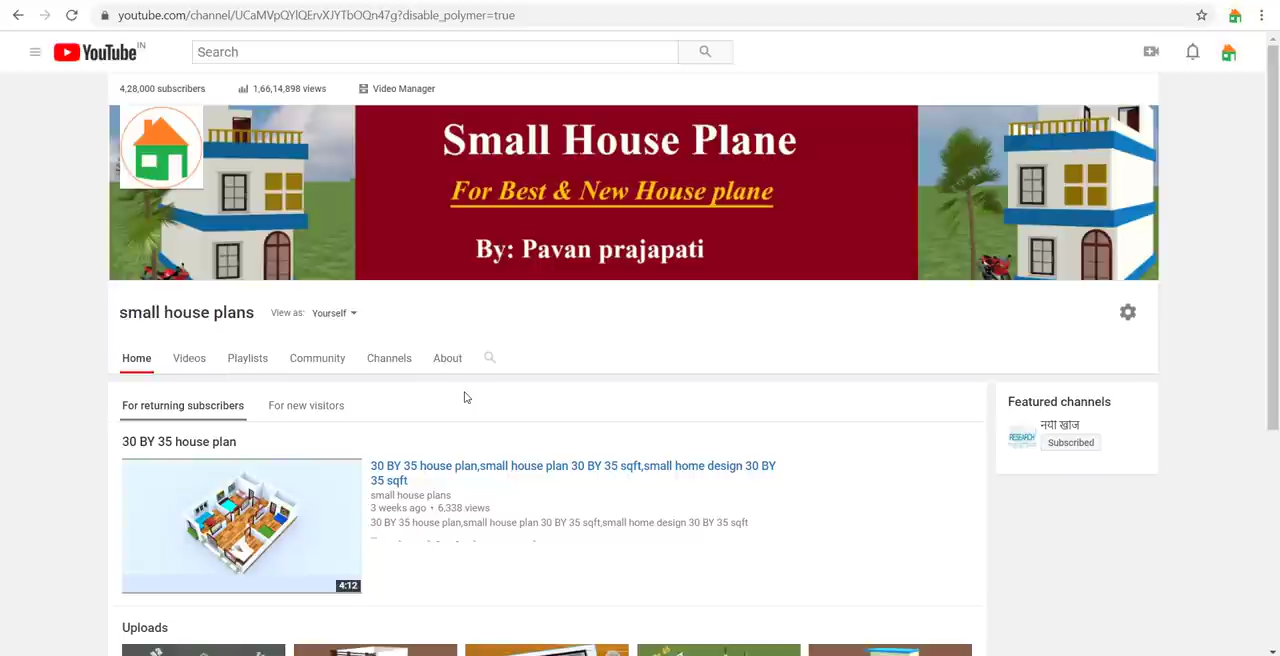 youtube.com/channel/UCaMVpQYlQErvXJYTbOQn47g?disable_polymer=true
YouTube IN
Search
4,28,000 subscribers
1,66,14,898 views
Video Manager
Small House Plane
For Best & New House plane
By: Pavan prajapati
small house plans
View as: Yourself
Home
Videos
Playlists
Community
Channels
About
For returning subscribers
For new visitors
30 BY 35 house plan
30 BY 35 house plan,small house plan 30 BY 35 sqft,small home design 30 BY
35 sqft
small house plans
3 weeks ago • 6,338 views
30 BY 35 house plan,small house plan 30 BY 35 sqft,small home design 30 BY 35 sqft
4:12
Uploads
Featured channels
नयी खोज
RESEARCH
Subscribed